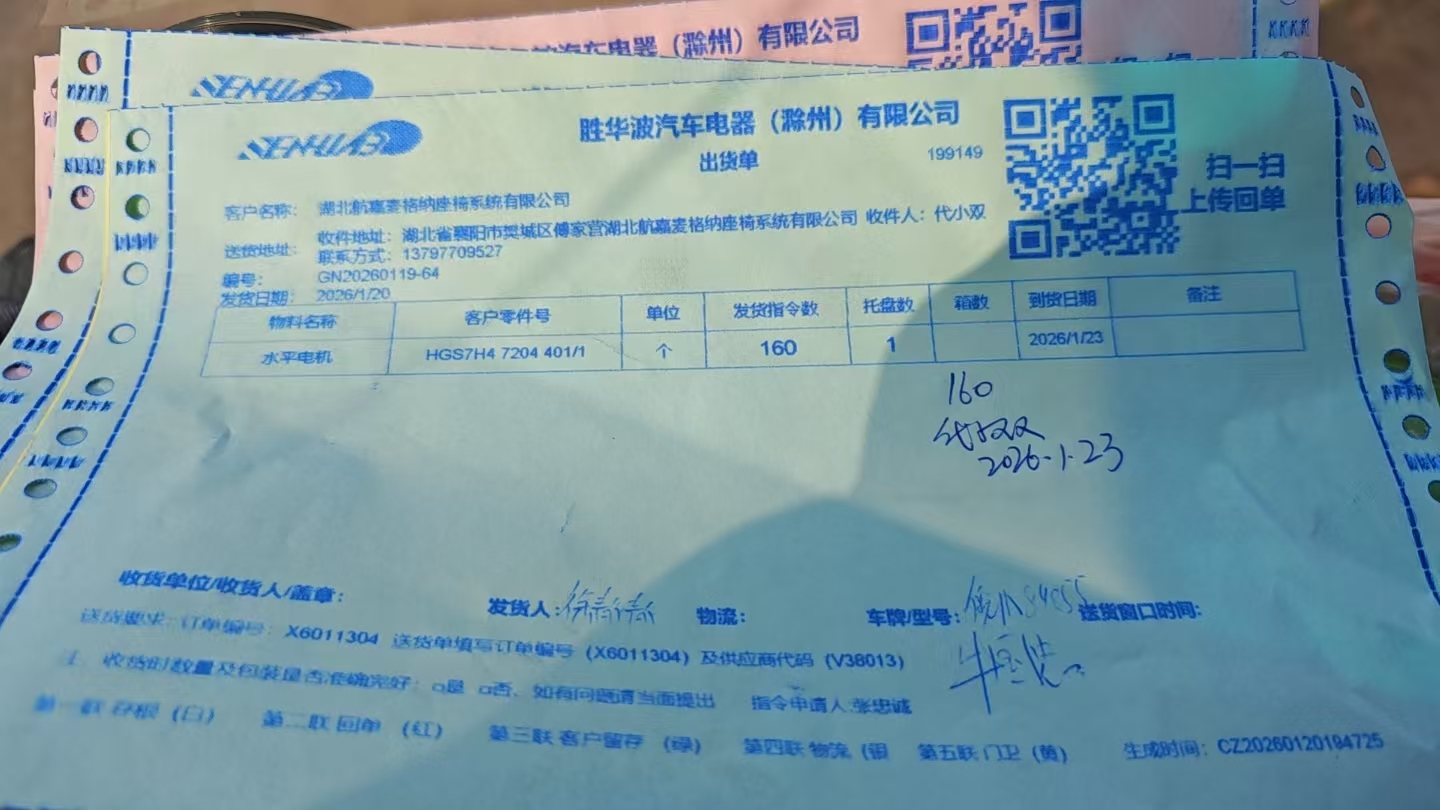 汽车电器（滁州）有限公司
SENHUAB
SENHUAB
胜华波汽车电器（滁州）有限公司
出货单
199149
扫一扫
上传回单
客户名称： 湖北航嘉麦格纳座椅系统有限公司
送货地址： 收件地址： 湖北省襄阳市樊城区傅家营湖北航嘉麦格纳座椅系统有限公司 收件人：代小双
联系方式：13797709527
编号： GN20260119-64
发货日期： 2026/1/20
物料名称 客户零件号 单位 发货指令数 托盘数 箱数 到货日期 备注
水平电机 HGS7H4 7204 401/1 个 160 1 2026/1/23
160
代双双
2026-1-23
收货单位/收货人/盖章： 发货人： 徐青青 物流： 车牌/型号： 送货窗口时间：
送货要求：订单编号：X6011304 送货单填写订单编号（X6011304）及供应商代码（V38013）
1. 收货时数量及包装是否准确完好：□是 □否，如有问题请当面提出 指令申请人:张忠诚
第一联 存根（白） 第二联 回单（红） 第三联 客户留存（绿） 第四联 物流（银 第五联 门卫（黄） 生成时间：CZ20260120194725